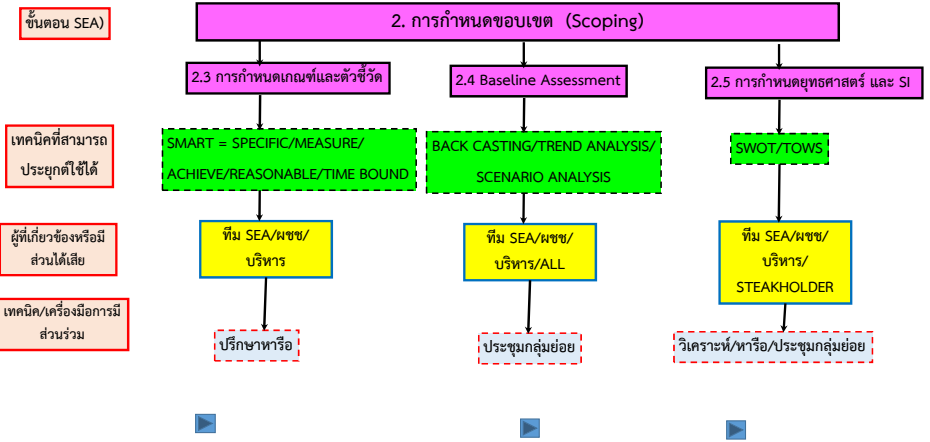 ขั้นตอน SEA)
2. การกำหนดขอบเขต (Scoping)
2.3 การกำหนดเกณฑ์และตัวชี้วัด
2.4 Baseline Assessment
2.5 การกำหนดยุทธศาสตร์ และ SI
เทคนิคที่สามารถ
ประยุกต์ใช้ได้
SMART = SPECIFIC/MEASURE/
ACHIEVE/REASONABLE/TIME BOUND
BACK CASTING/TREND ANALYSIS/
SCENARIO ANALYSIS
SWOT/TOWS
ผู้ที่เกี่ยวข้องหรือมี
ส่วนได้เสีย
ทีม SEA/ผชช/
บริหาร
ทีม SEA/ผชช/
บริหาร/ALL
ทีม SEA/ผชช/
บริหาร/
STEAKHOLDER
เทคนิค/เครื่องมือการมี
ส่วนร่วม
ปรึกษาหารือ
ประชุมกลุ่มย่อย
วิเคราะห์/หารือ/ประชุมกลุ่มย่อย